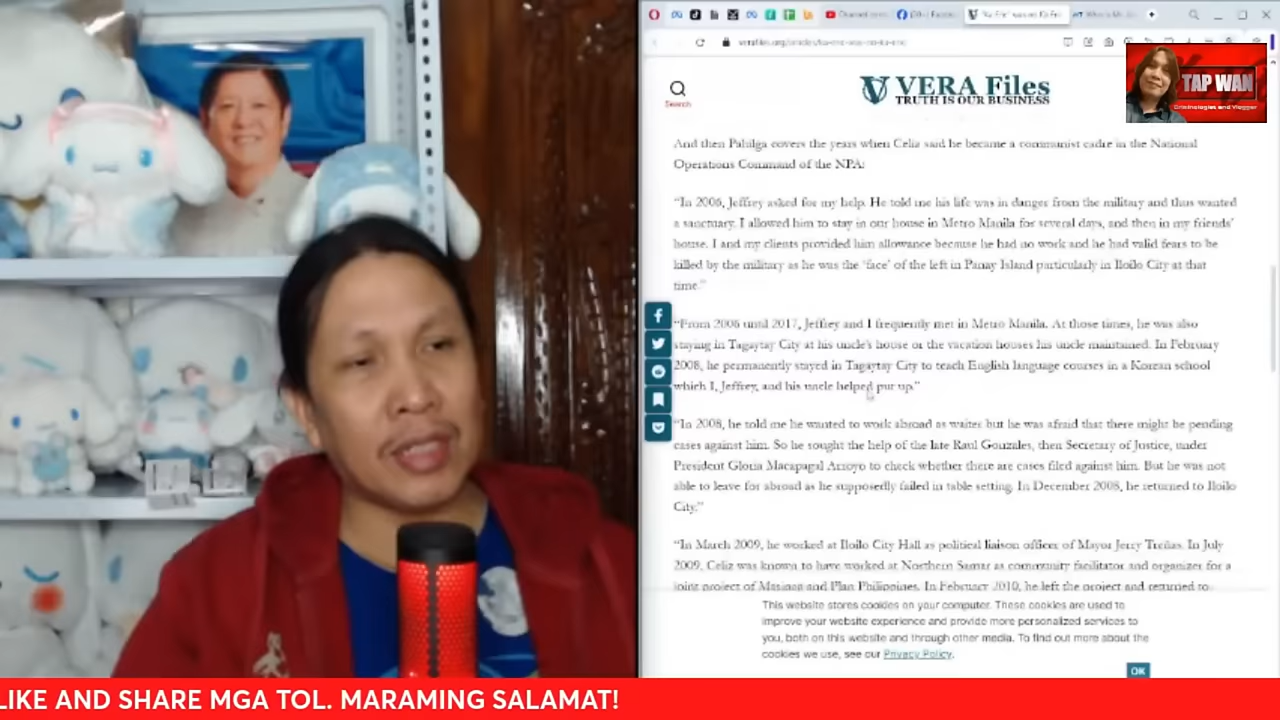 VERA Files
TRUTH IS OUR BUSINESS
Search
TAP WAN
Criminologist and Vlogger
And then Pahilga covers the years when Celiz said he became a communist cadre in the National
Operations Command of the NPA:
“In 2006, Jeffrey asked for my help. He told me his life was in danger from the military and thus wanted
a sanctuary. I allowed him to stay in our house in Metro Manila for several days, and then in my friends’
house. I and my clients provided him allowance because he had no work and he had valid fears to be
killed by the military as he was the ‘face’ of the left in Panay Island particularly in Iloilo City at that
time.”
“From 2006 until 2017, Jeffrey and I frequently met in Metro Manila. At those times, he was also
staying in Tagaytay City at his uncle’s house or the vacation houses his uncle maintained. In February
2008, he permanently stayed in Tagaytay City to teach English language courses in a Korean school
which I, Jeffrey, and his uncle helped put up.”
“In 2008, he told me he wanted to work abroad as waiter but he was afraid that there might be pending
cases against him. So he sought the help of the late Raul Gonzales, then Secretary of Justice, under
President Gloria Macapagal Arroyo to check whether there are cases filed against him. But he was not
able to leave for abroad as he supposedly failed in table setting. In December 2008, he returned to Iloilo
City.”
“In March 2009, he worked at Iloilo City Hall as political liaison officer of Mayor Jerry Treñas. In July
2009, Celiz was known to have worked at Northern Samar as community facilitator and organizer for a
joint project of Masipag and Plan Philippines. In February 2010, he left the project and returned to
This website stores cookies on your computer. These cookies are used to
improve your website experience and provide more personalized services to
you, both on this website and through other media. To find out more about the
cookies we use, see our Privacy Policy.
OK
LIKE AND SHARE MGA TOL. MARAMING SALAMAT!